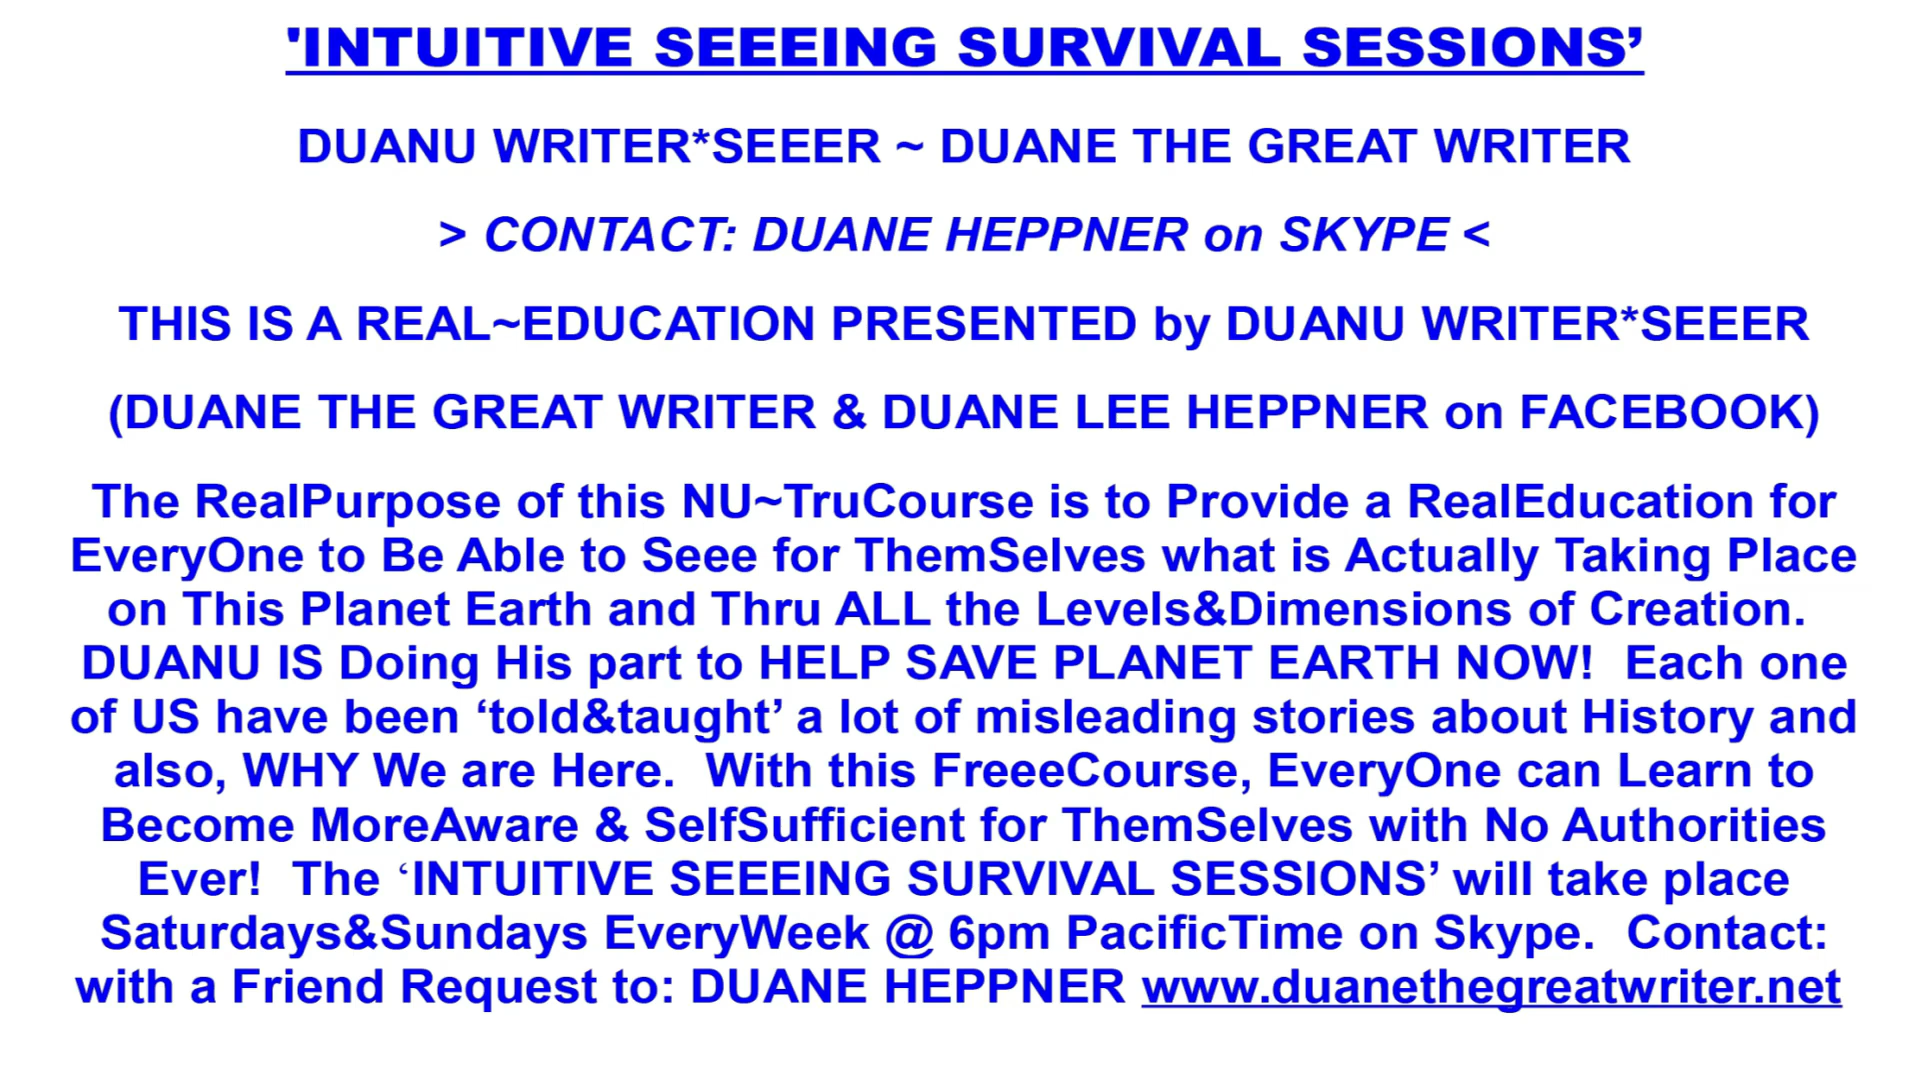 'INTUITIVE SEEEING SURVIVAL SESSIONS’
DUANU WRITER*SEEER ~ DUANE THE GREAT WRITER
> CONTACT: DUANE HEPPNER on SKYPE <
THIS IS A REAL~EDUCATION PRESENTED by DUANU WRITER*SEEER
(DUANE THE GREAT WRITER & DUANE LEE HEPPNER on FACEBOOK)
The RealPurpose of this NU~TruCourse is to Provide a RealEducation for
EveryOne to Be Able to Seee for ThemSelves what is Actually Taking Place
on This Planet Earth and Thru ALL the Levels&Dimensions of Creation.
DUANU IS Doing His part to HELP SAVE PLANET EARTH NOW!  Each one
of US have been ‘told&taught’ a lot of misleading stories about History and
also, WHY We are Here.  With this FreeeCourse, EveryOne can Learn to
Become MoreAware & SelfSufficient for ThemSelves with No Authorities
Ever!  The ‘INTUITIVE SEEEING SURVIVAL SESSIONS’ will take place
Saturdays&Sundays EveryWeek @ 6pm PacificTime on Skype.  Contact:
with a Friend Request to: DUANE HEPPNER www.duanethegreatwriter.net